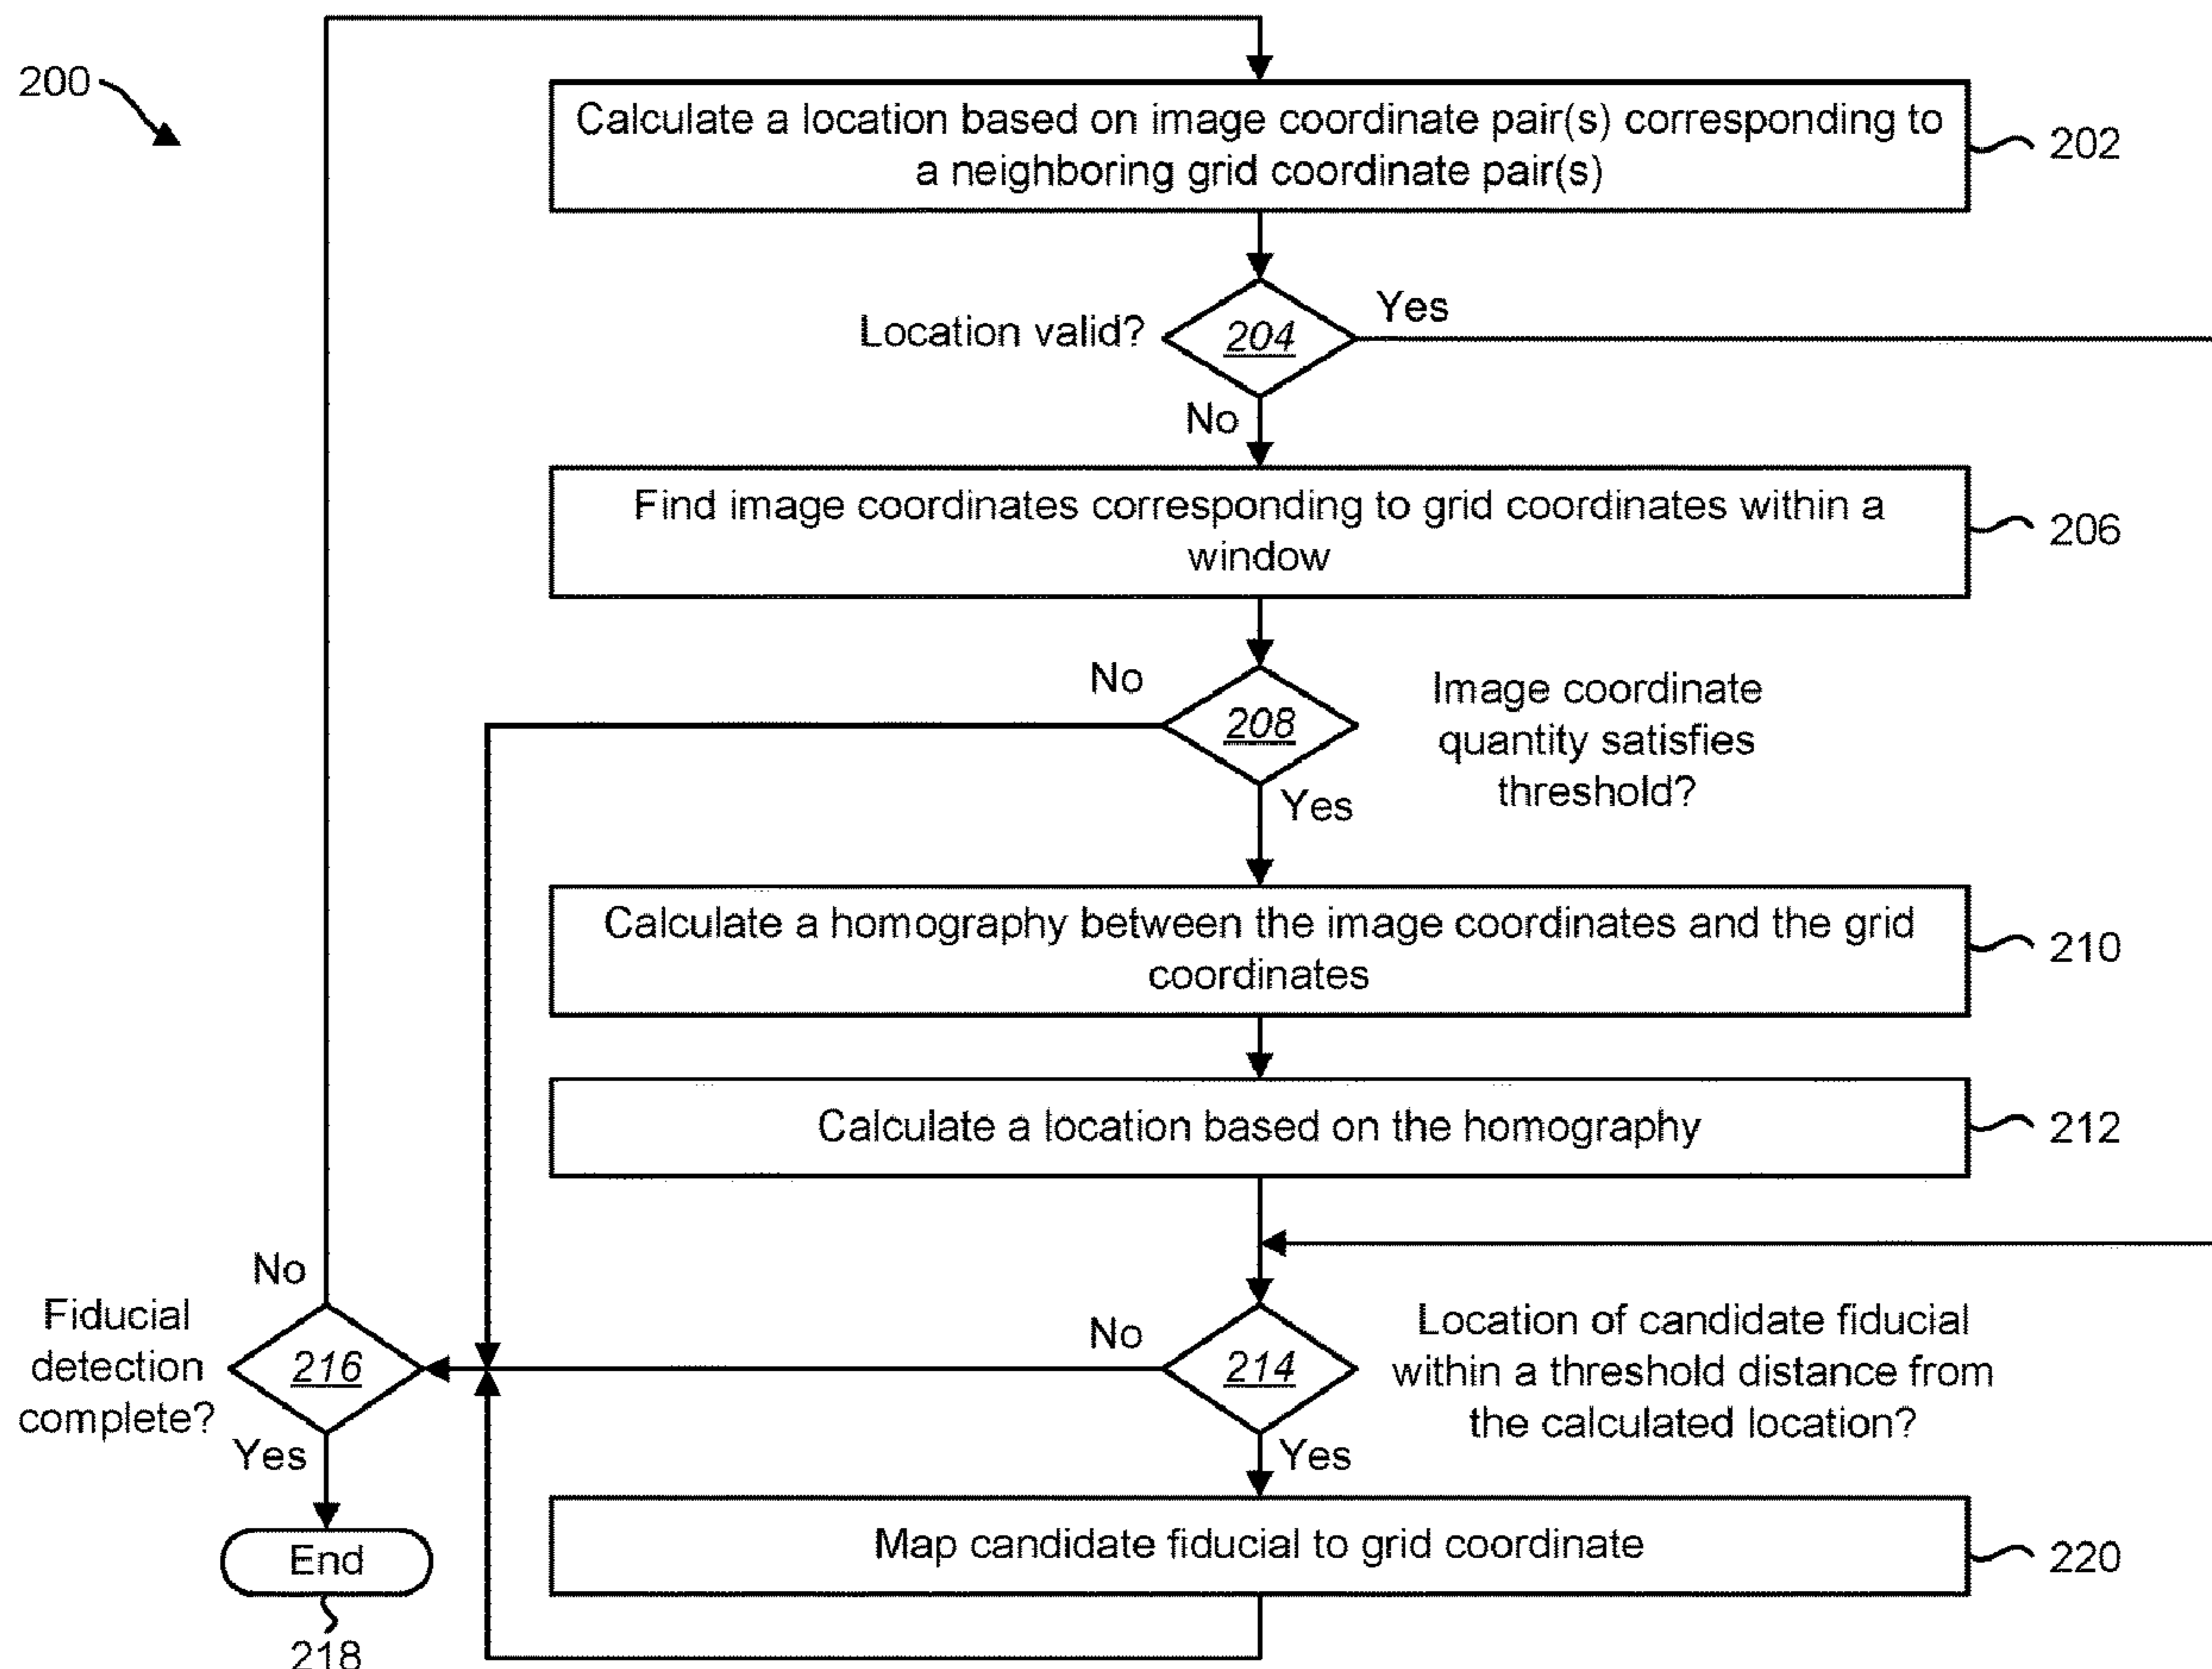 200
Calculate a location based on image coordinate pair(s) corresponding to
a neighboring grid coordinate pair(s)
202
Location valid?
204
Yes
No
Find image coordinates corresponding to grid coordinates within a
window
206
No
208
Image coordinate
quantity satisfies
threshold?
Yes
Calculate a homography between the image coordinates and the grid
coordinates
210
Calculate a location based on the homography
212
No
Fiducial
detection
complete?
216
Yes
No
214
Location of candidate fiducial
within a threshold distance from
the calculated location?
Yes
End
218
Map candidate fiducial to grid coordinate
220